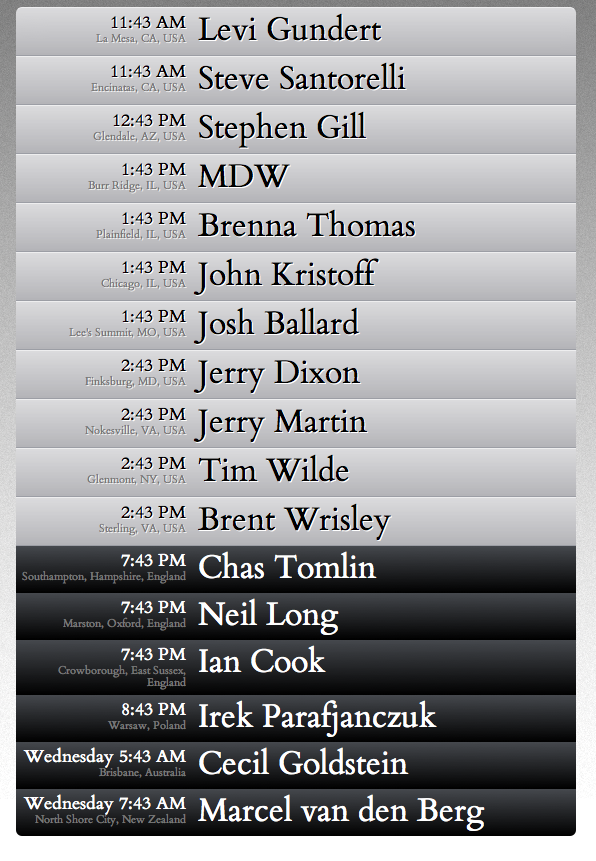 11:43 AM
La Mesa, CA, USA
Levi Gundert
11:43 AM
Encinatas, CA, USA
Steve Santorelli
12:43 PM
Glendale, AZ, USA
Stephen Gill
1:43 PM
Burr Ridge, IL, USA
MDW
1:43 PM
Plainfield, IL, USA
Brenna Thomas
1:43 PM
Chicago, IL, USA
John Kristoff
1:43 PM
Lee's Summit, MO, USA
Josh Ballard
2:43 PM
Finksburg, MD, USA
Jerry Dixon
2:43 PM
Nokesville, VA, USA
Jerry Martin
2:43 PM
Glenmont, NY, USA
Tim Wilde
2:43 PM
Sterling, VA, USA
Brent Wrisley
7:43 PM
Southampton, Hampshire, England
Chas Tomlin
7:43 PM
Marston, Oxford, England
Neil Long
7:43 PM
Crowborough, East Sussex,
England
Ian Cook
8:43 PM
Warsaw, Poland
Irek Parafjanczuk
Wednesday 5:43 AM
Brisbane, Australia
Cecil Goldstein
Wednesday 7:43 AM
North Shore City, New Zealand
Marcel van den Berg